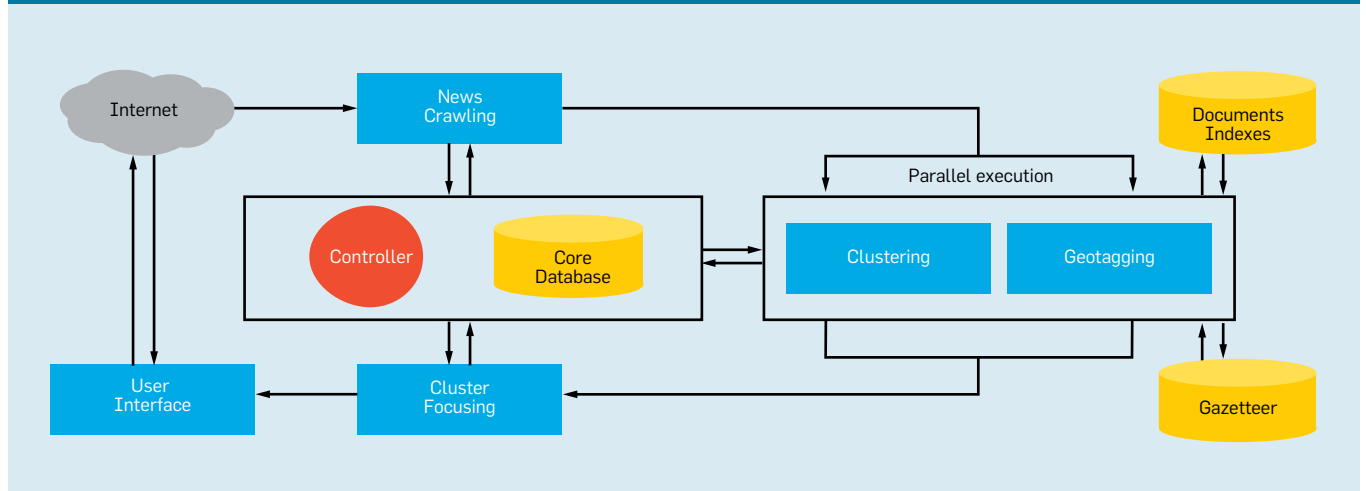 Internet
News
Crawling
Documents
Indexes
Parallel execution
Controller
Core
Database
Clustering
Geotagging
User
Interface
Cluster
Focusing
Gazetteer